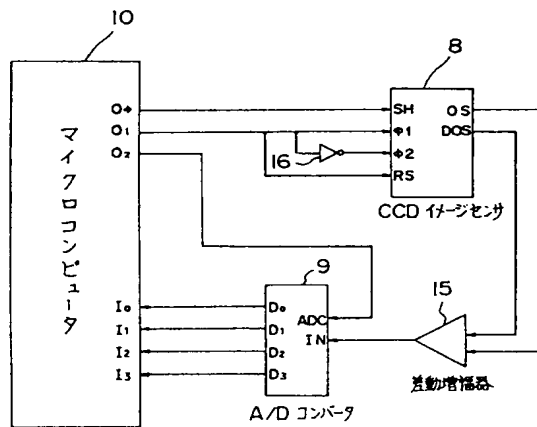 10
8
Oφ
O1
O2
SH
φ1
φ2
RS
OS
DOS
16
CCD イメージセンサ
マイクロコンピュータ
9
15
I0
I1
I2
I3
D0
D1
D2
D3
ADC
IN
差動増幅器
A/D コンバータ